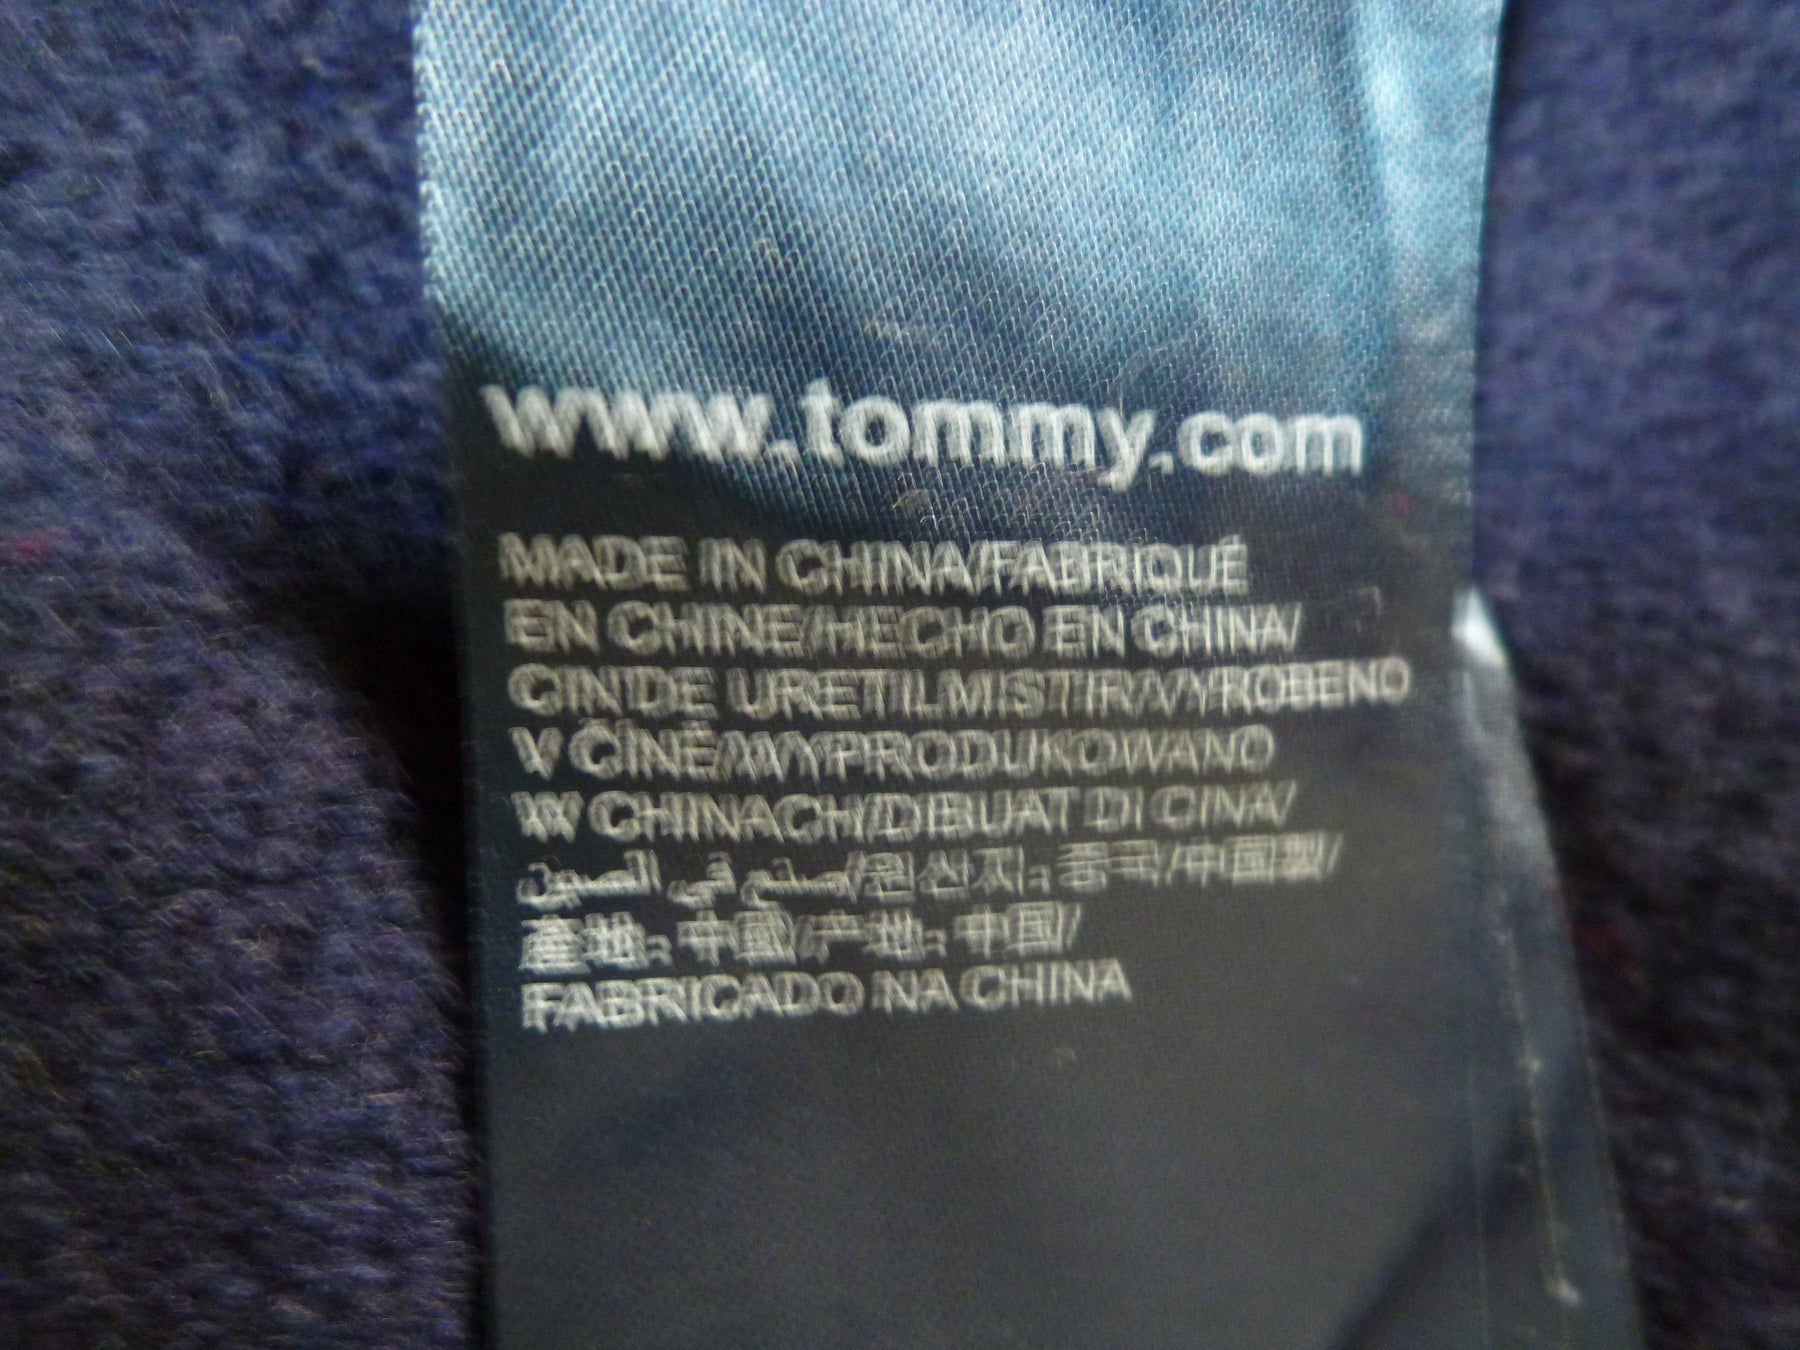 www.tommy.com
MADE IN CHINA/FABRIQUÉ
EN CHINE/HECHO EN CHINA/
CIN'DE URETILMISTIR/VYROBENO
V ČÍNĚ/WYPRODUKOWANO
W CHINACH/DIBUAT DI CINA/
صنع في الصين/원산지: 중국/中国製/
產地: 中國/产地: 中国/
FABRICADO NA CHINA